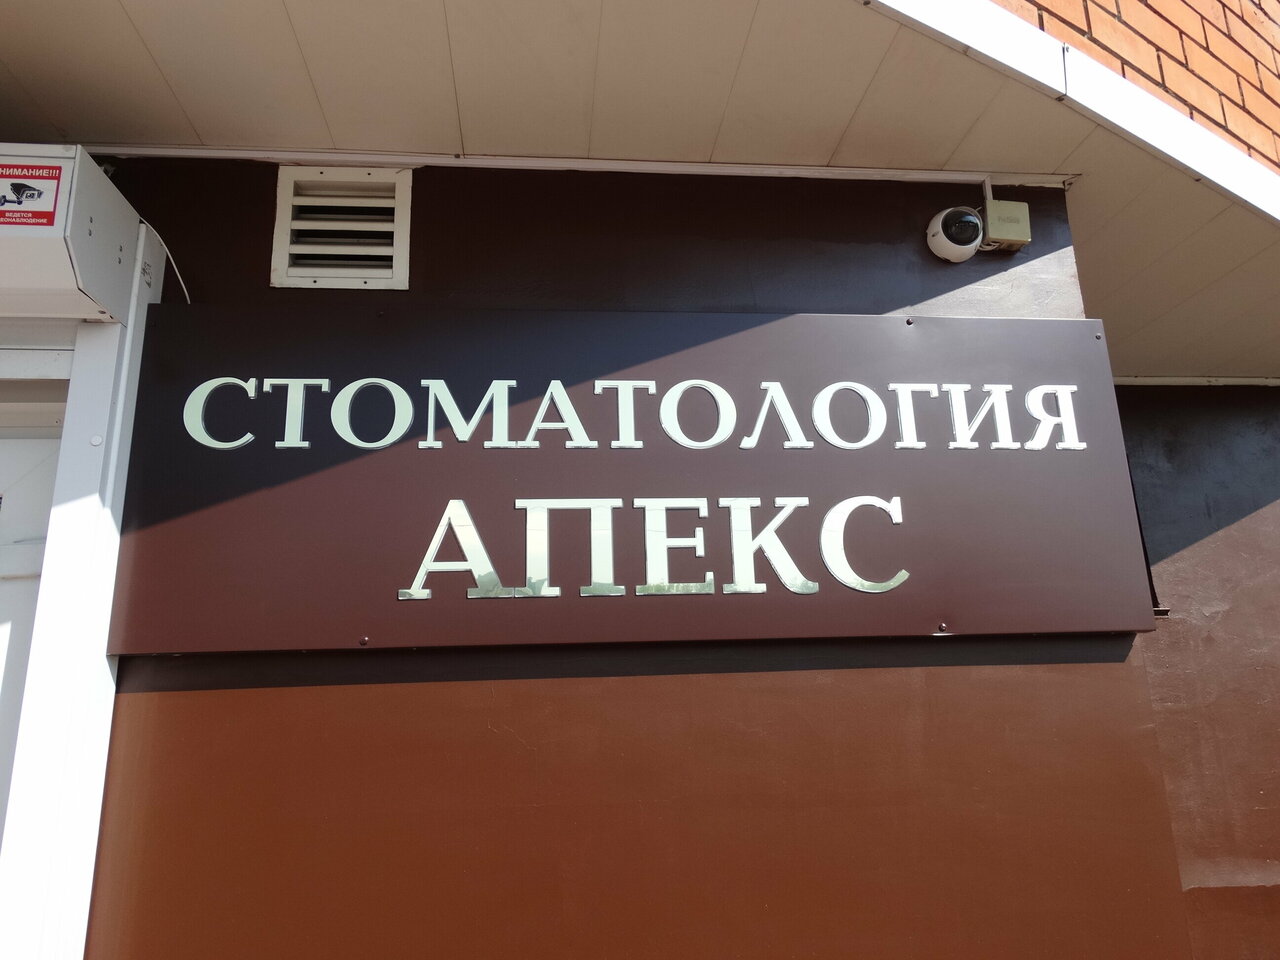 ВНИМАНИЕ!!!
ВЕДЕТСЯ
ВИДЕОНАБЛЮДЕНИЕ
СТОМАТОЛОГИЯ
АПЕКС